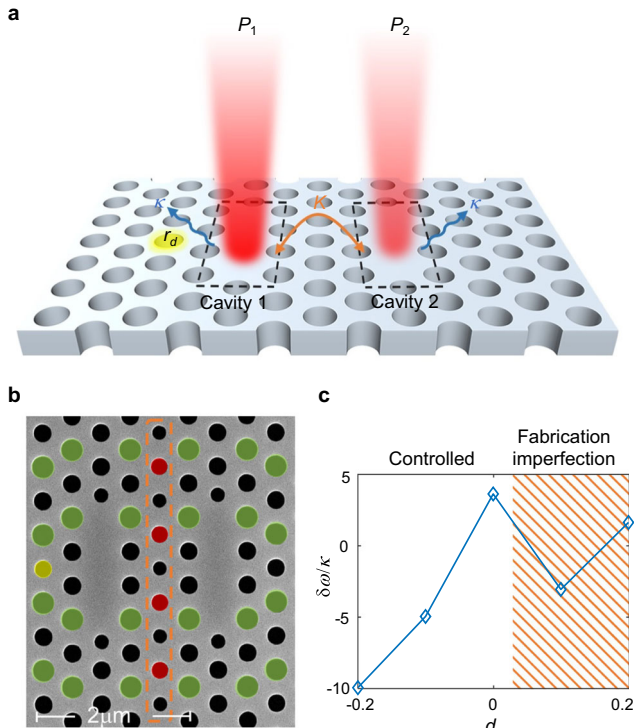 a
P1
P2
κ
rd
K
κ
Cavity 1
Cavity 2
b
2μm
c
Controlled
Fabrication
imperfection
5
0
-5
-10
δω/κ
-0.2
0
0.2
d